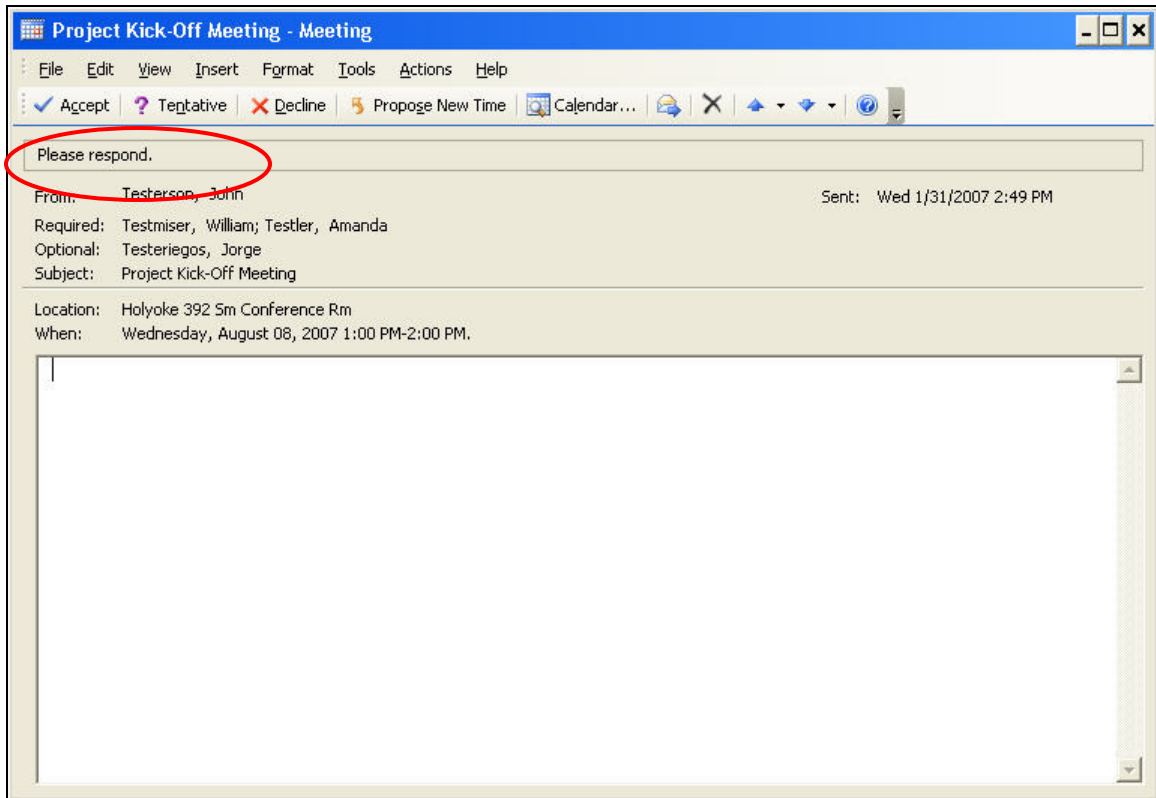 Project Kick-Off Meeting - Meeting
File Edit View Insert Format Tools Actions Help
Accept ? Tentative Decline Propose New Time Calendar...
Please respond.
From: Testerson, John Sent: Wed 1/31/2007 2:49 PM
Required: Testmiser, William; Testler, Amanda
Optional: Testeriegos, Jorge
Subject: Project Kick-Off Meeting
Location: Holyoke 392 Sm Conference Rm
When: Wednesday, August 08, 2007 1:00 PM-2:00 PM.